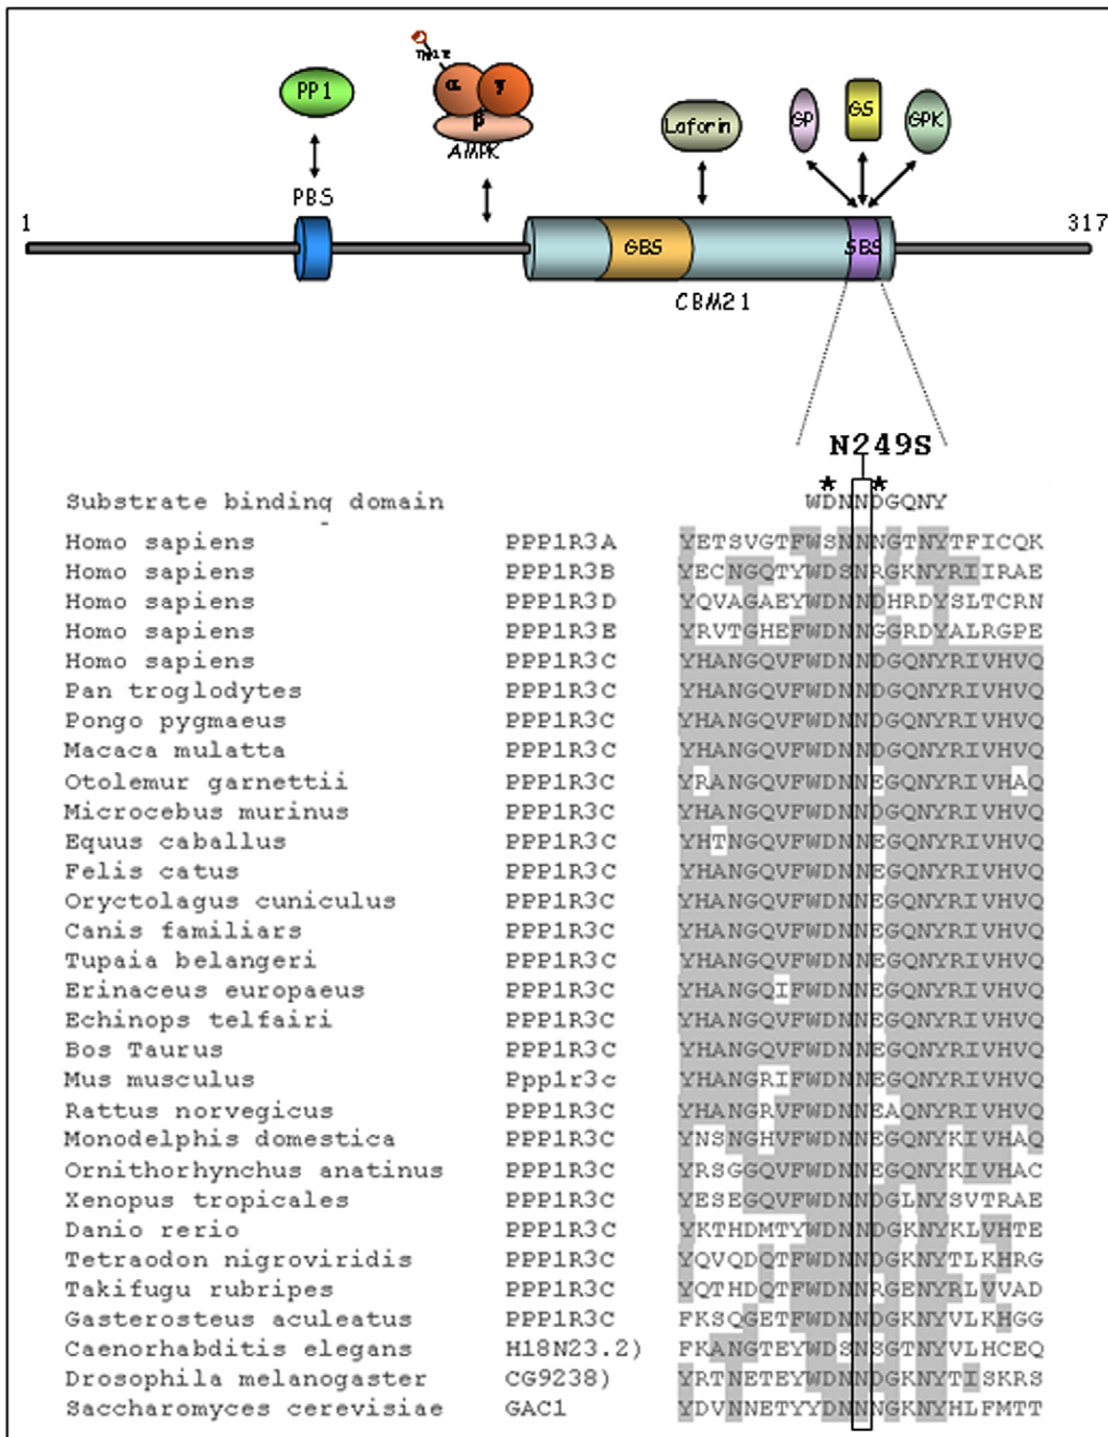 PP1
α γ
β
AMPK
Laforin
GP GS GPK
PBS
1 317
GBS SBS
CBM21
N249S
* *
Substrate binding domain WDNNDGQNY
Homo sapiens PPP1R3A YETSVGTFWSNNNGTNYTFICQK
Homo sapiens PPP1R3B YECNGQTYWDSNRGKNYRIIRAE
Homo sapiens PPP1R3D YQVAGAEYWDNNDHRDYSLTCRN
Homo sapiens PPP1R3E YRVTGHEFWDNNGGRDYALRGPE
Homo sapiens PPP1R3C YHANGQVFWDNNDGQNYRIVHVQ
Pan troglodytes PPP1R3C YHANGQVFWDNNDGQNYRIVHVQ
Pongo pygmaeus PPP1R3C YHANGQVFWDNNDGQNYRIVHVQ
Macaca mulatta PPP1R3C YHANGQVFWDNNDGQNYRIVHVQ
Otolemur garnettii PPP1R3C YRANGQVFWDNNEGQNYRIVHAQ
Microcebus murinus PPP1R3C YHANGQVFWDNNDGQNYRIVHVQ
Equus caballus PPP1R3C YHTNGQVFWDNNEGQNYRIVHVQ
Felis catus PPP1R3C YHANGQVFWDNNEGQNYRIVHVQ
Oryctolagus cuniculus PPP1R3C YHANGQVFWDNNEGQNYRIVHVQ
Canis familiars PPP1R3C YHANGQVFWDNNEGQNYRIVHVQ
Tupaia belangeri PPP1R3C YHANGQVFWDNNEGQNYRIVHVQ
Erinaceus europaeus PPP1R3C YHANGQIFWDNNEGQNYRIVHVQ
Echinops telfairi PPP1R3C YHANGQVFWDNNEGQNYRIVHVQ
Bos Taurus PPP1R3C YHANGQVFWDNNEGQNYRIVHVQ
Mus musculus Ppp1r3c YHANGRIFWDNNEGQNYRIVHVQ
Rattus norvegicus PPP1R3C YHANGRVFWDNNEAQNYRIVHVQ
Monodelphis domestica PPP1R3C YNSNGHVFWDNNEGQNYKIVHAQ
Ornithorhynchus anatinus PPP1R3C YRSGGQVFWDNNEGQNYKIVHAC
Xenopus tropicales PPP1R3C YESEGQVFWDNNDGLNYSVTRAE
Danio rerio PPP1R3C YKTHDMTYWDNNDGKNYKLVHTE
Tetraodon nigroviridis PPP1R3C YQVQDQTFWDNNDGKNYTLKHRG
Takifugu rubripes PPP1R3C YQTHDQTFWDNNRGENYRLVVAD
Gasterosteus aculeatus PPP1R3C FKSQGETFWDNNDGKNYVLKHGG
Caenorhabditis elegans H18N23.2) FKANGTEYWDSNSGTNYVLHCEQ
Drosophila melanogaster CG9238) YRTNETEYWDNNDGKNYTISKRS
Saccharomyces cerevisiae GAC1 YDVNNETYYDNNNGKNYHLFMTT